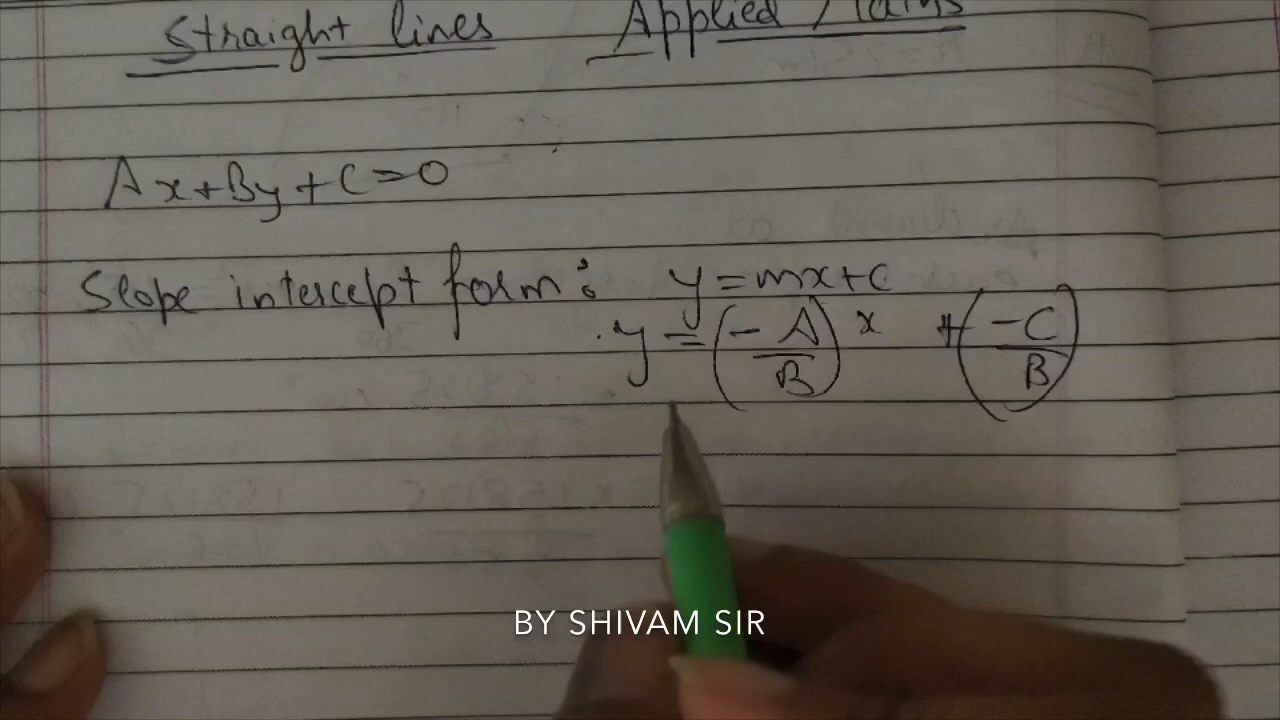 Straight lines Applied Maths
Ax+By+C=0
Slope intercept form: y=mx+c
y=(-A/B)x +(-C/B)
BY SHIVAM SIR